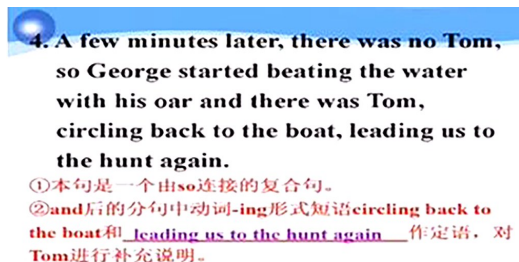 4. A few minutes later, there was no Tom,
so George started beating the water
with his oar and there was Tom,
circling back to the boat, leading us to
the hunt again.
①本句是一个由so连接的复合句。
②and后的分句中动词-ing形式短语circling back to
the boat和 leading us to the hunt again 作定语，对
Tom进行补充说明。